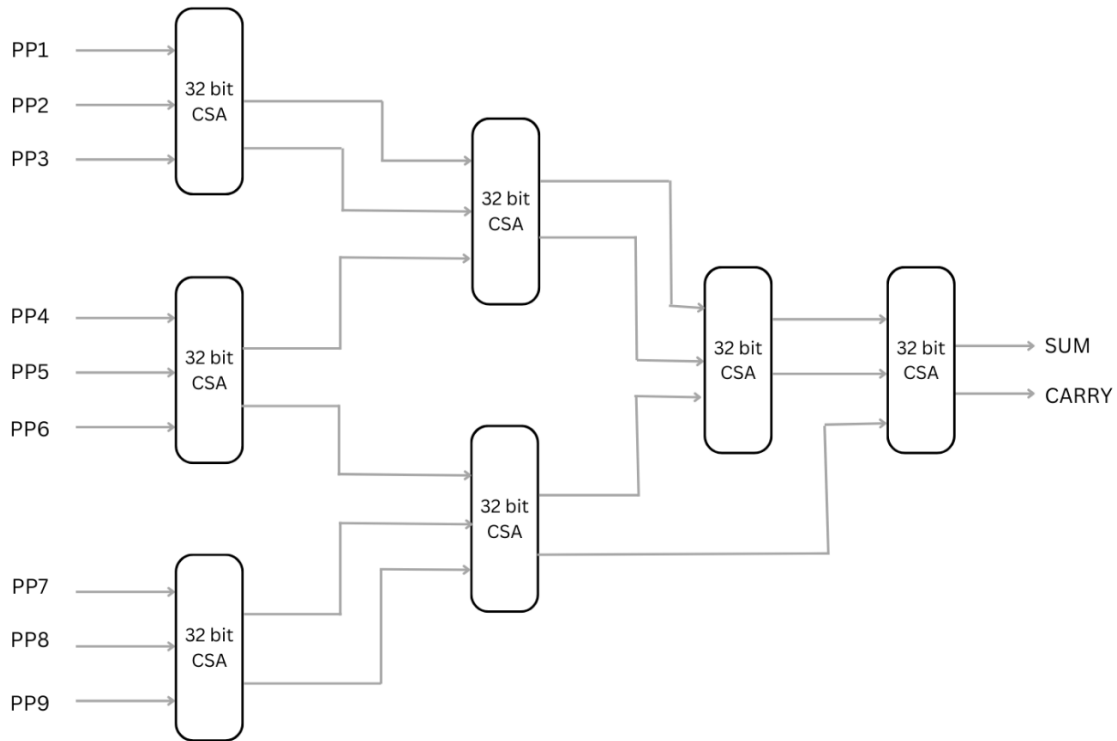 PP1
PP2
PP3
32 bit
CSA
PP4
PP5
PP6
32 bit
CSA
PP7
PP8
PP9
32 bit
CSA
32 bit
CSA
32 bit
CSA
32 bit
CSA
32 bit
CSA
SUM
CARRY